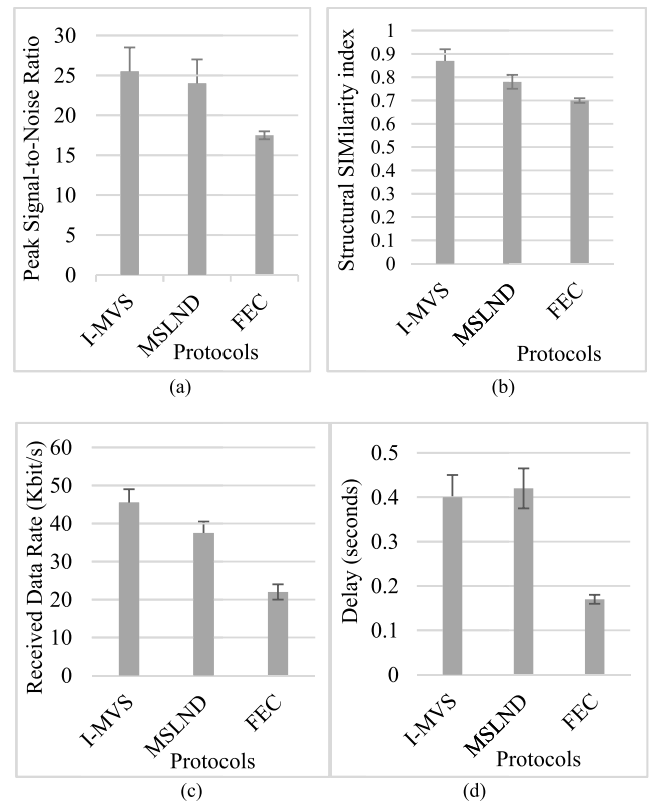 Peak Signal-to-Noise Ratio
30
25
20
15
10
5
0
I-MVS
MSLND
FEC
Protocols
(a)
Structural SIMilarity index
1
0.9
0.8
0.7
0.6
0.5
0.4
0.3
0.2
0.1
0
I-MVS
MSLND
FEC
Protocols
(b)
Received Data Rate (Kbit/s)
60
50
40
30
20
10
0
I-MVS
MSLND
FEC
Protocols
(c)
Delay (seconds)
0.5
0.4
0.3
0.2
0.1
0
I-MVS
MSLND
FEC
Protocols
(d)